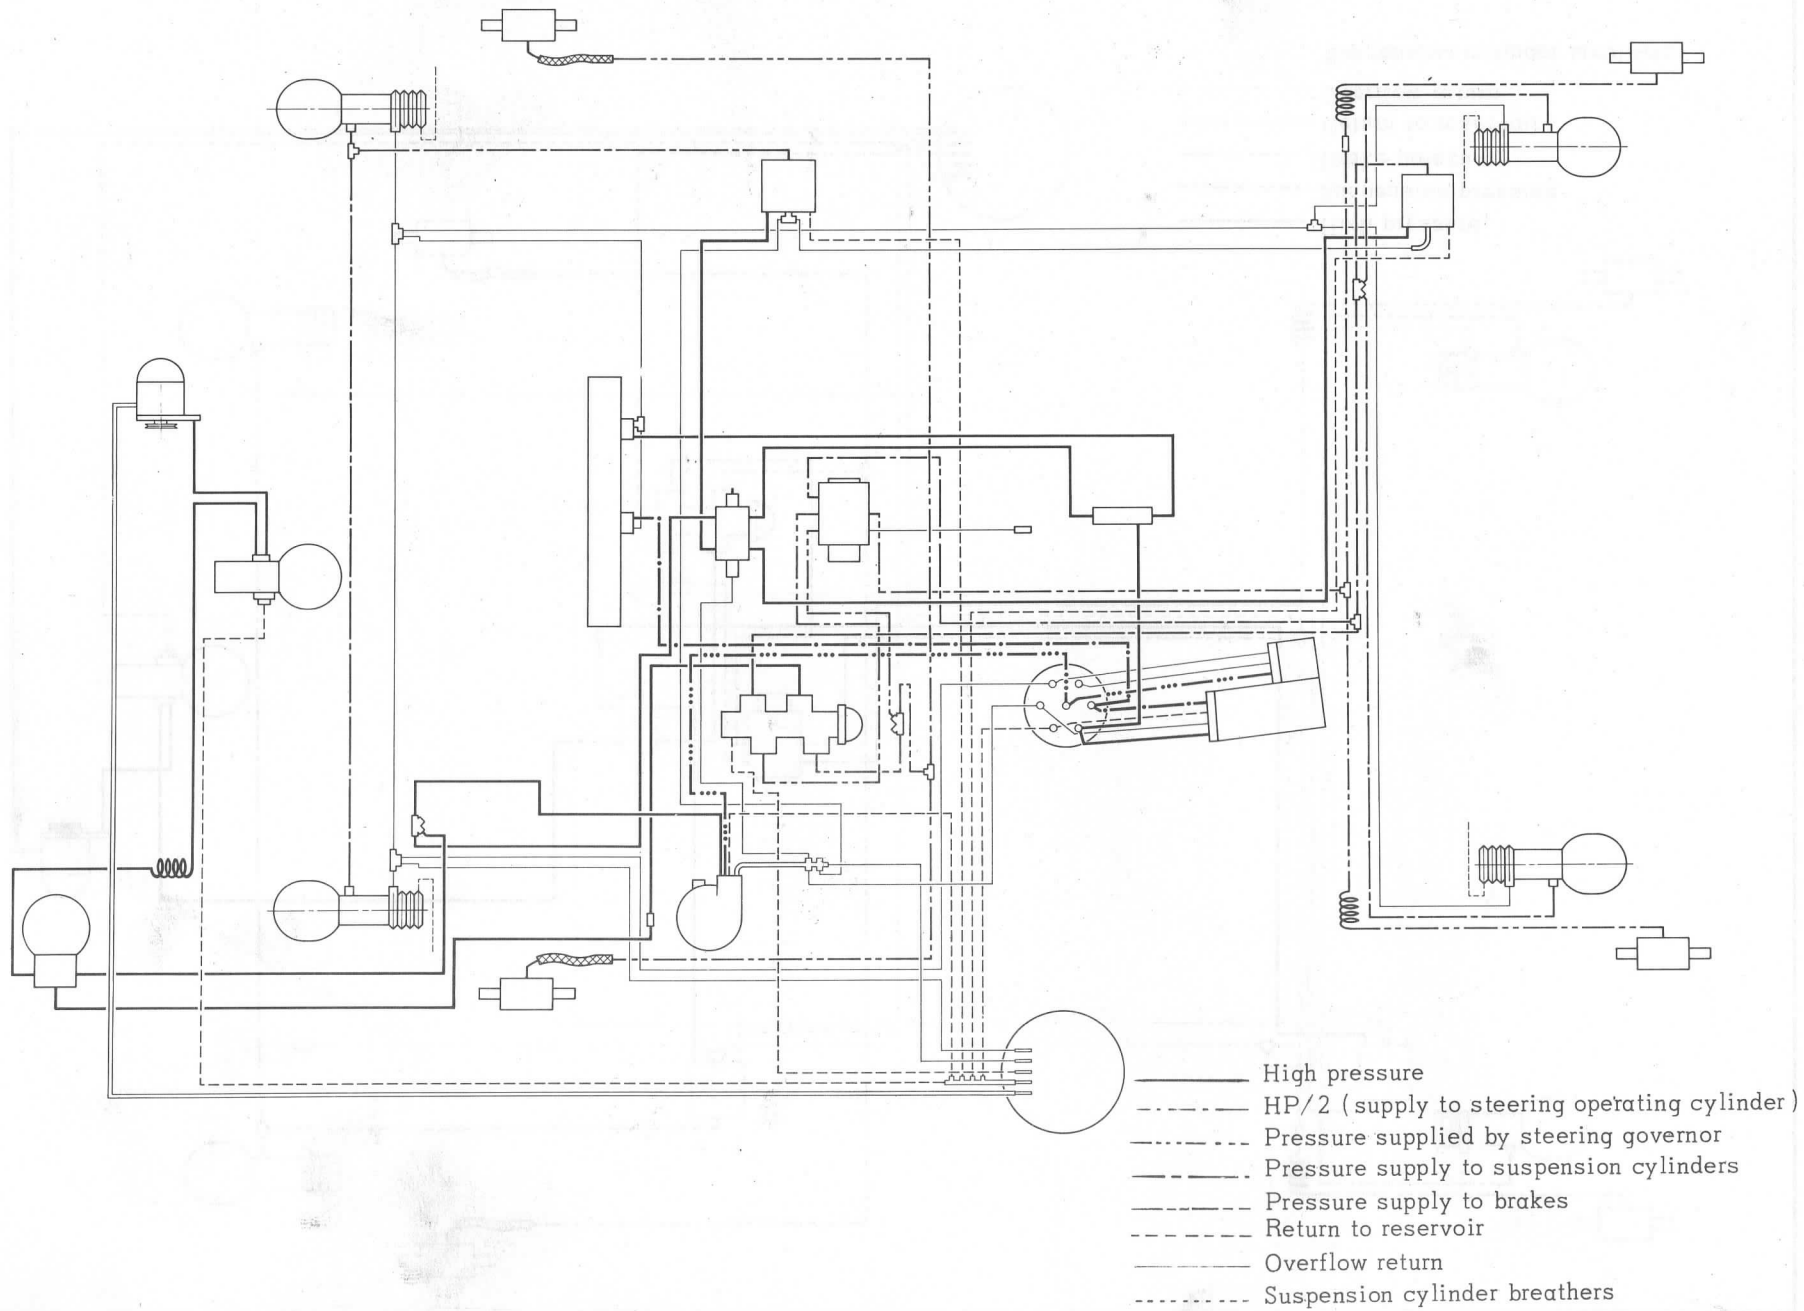 High pressure
HP/2 (supply to steering operating cylinder)
Pressure supplied by steering governor
Pressure supply to suspension cylinders
Pressure supply to brakes
Return to reservoir
Overflow return
Suspension cylinder breathers